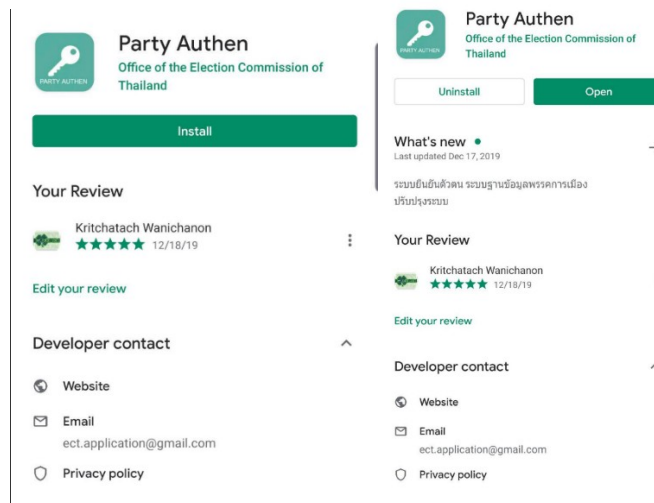 PARTY AUTHEN
Party Authen
Office of the Election Commission of
Thailand
Install
Your Review
Kritchatach Wanichanon
12/18/19
Edit your review
Developer contact
Website
Email
ect.application@gmail.com
Privacy policy
PARTY AUTHEN
Party Authen
Office of the Election Commission of
Thailand
Uninstall
Open
What's new
Last updated Dec 17, 2019
ระบบยืนยันตัวตน ระบบฐานข้อมูลพรรคการเมือง
ปรับปรุงระบบ
Your Review
Kritchatach Wanichanon
12/18/19
Edit your review
Developer contact
Website
Email
ect.application@gmail.com
Privacy policy